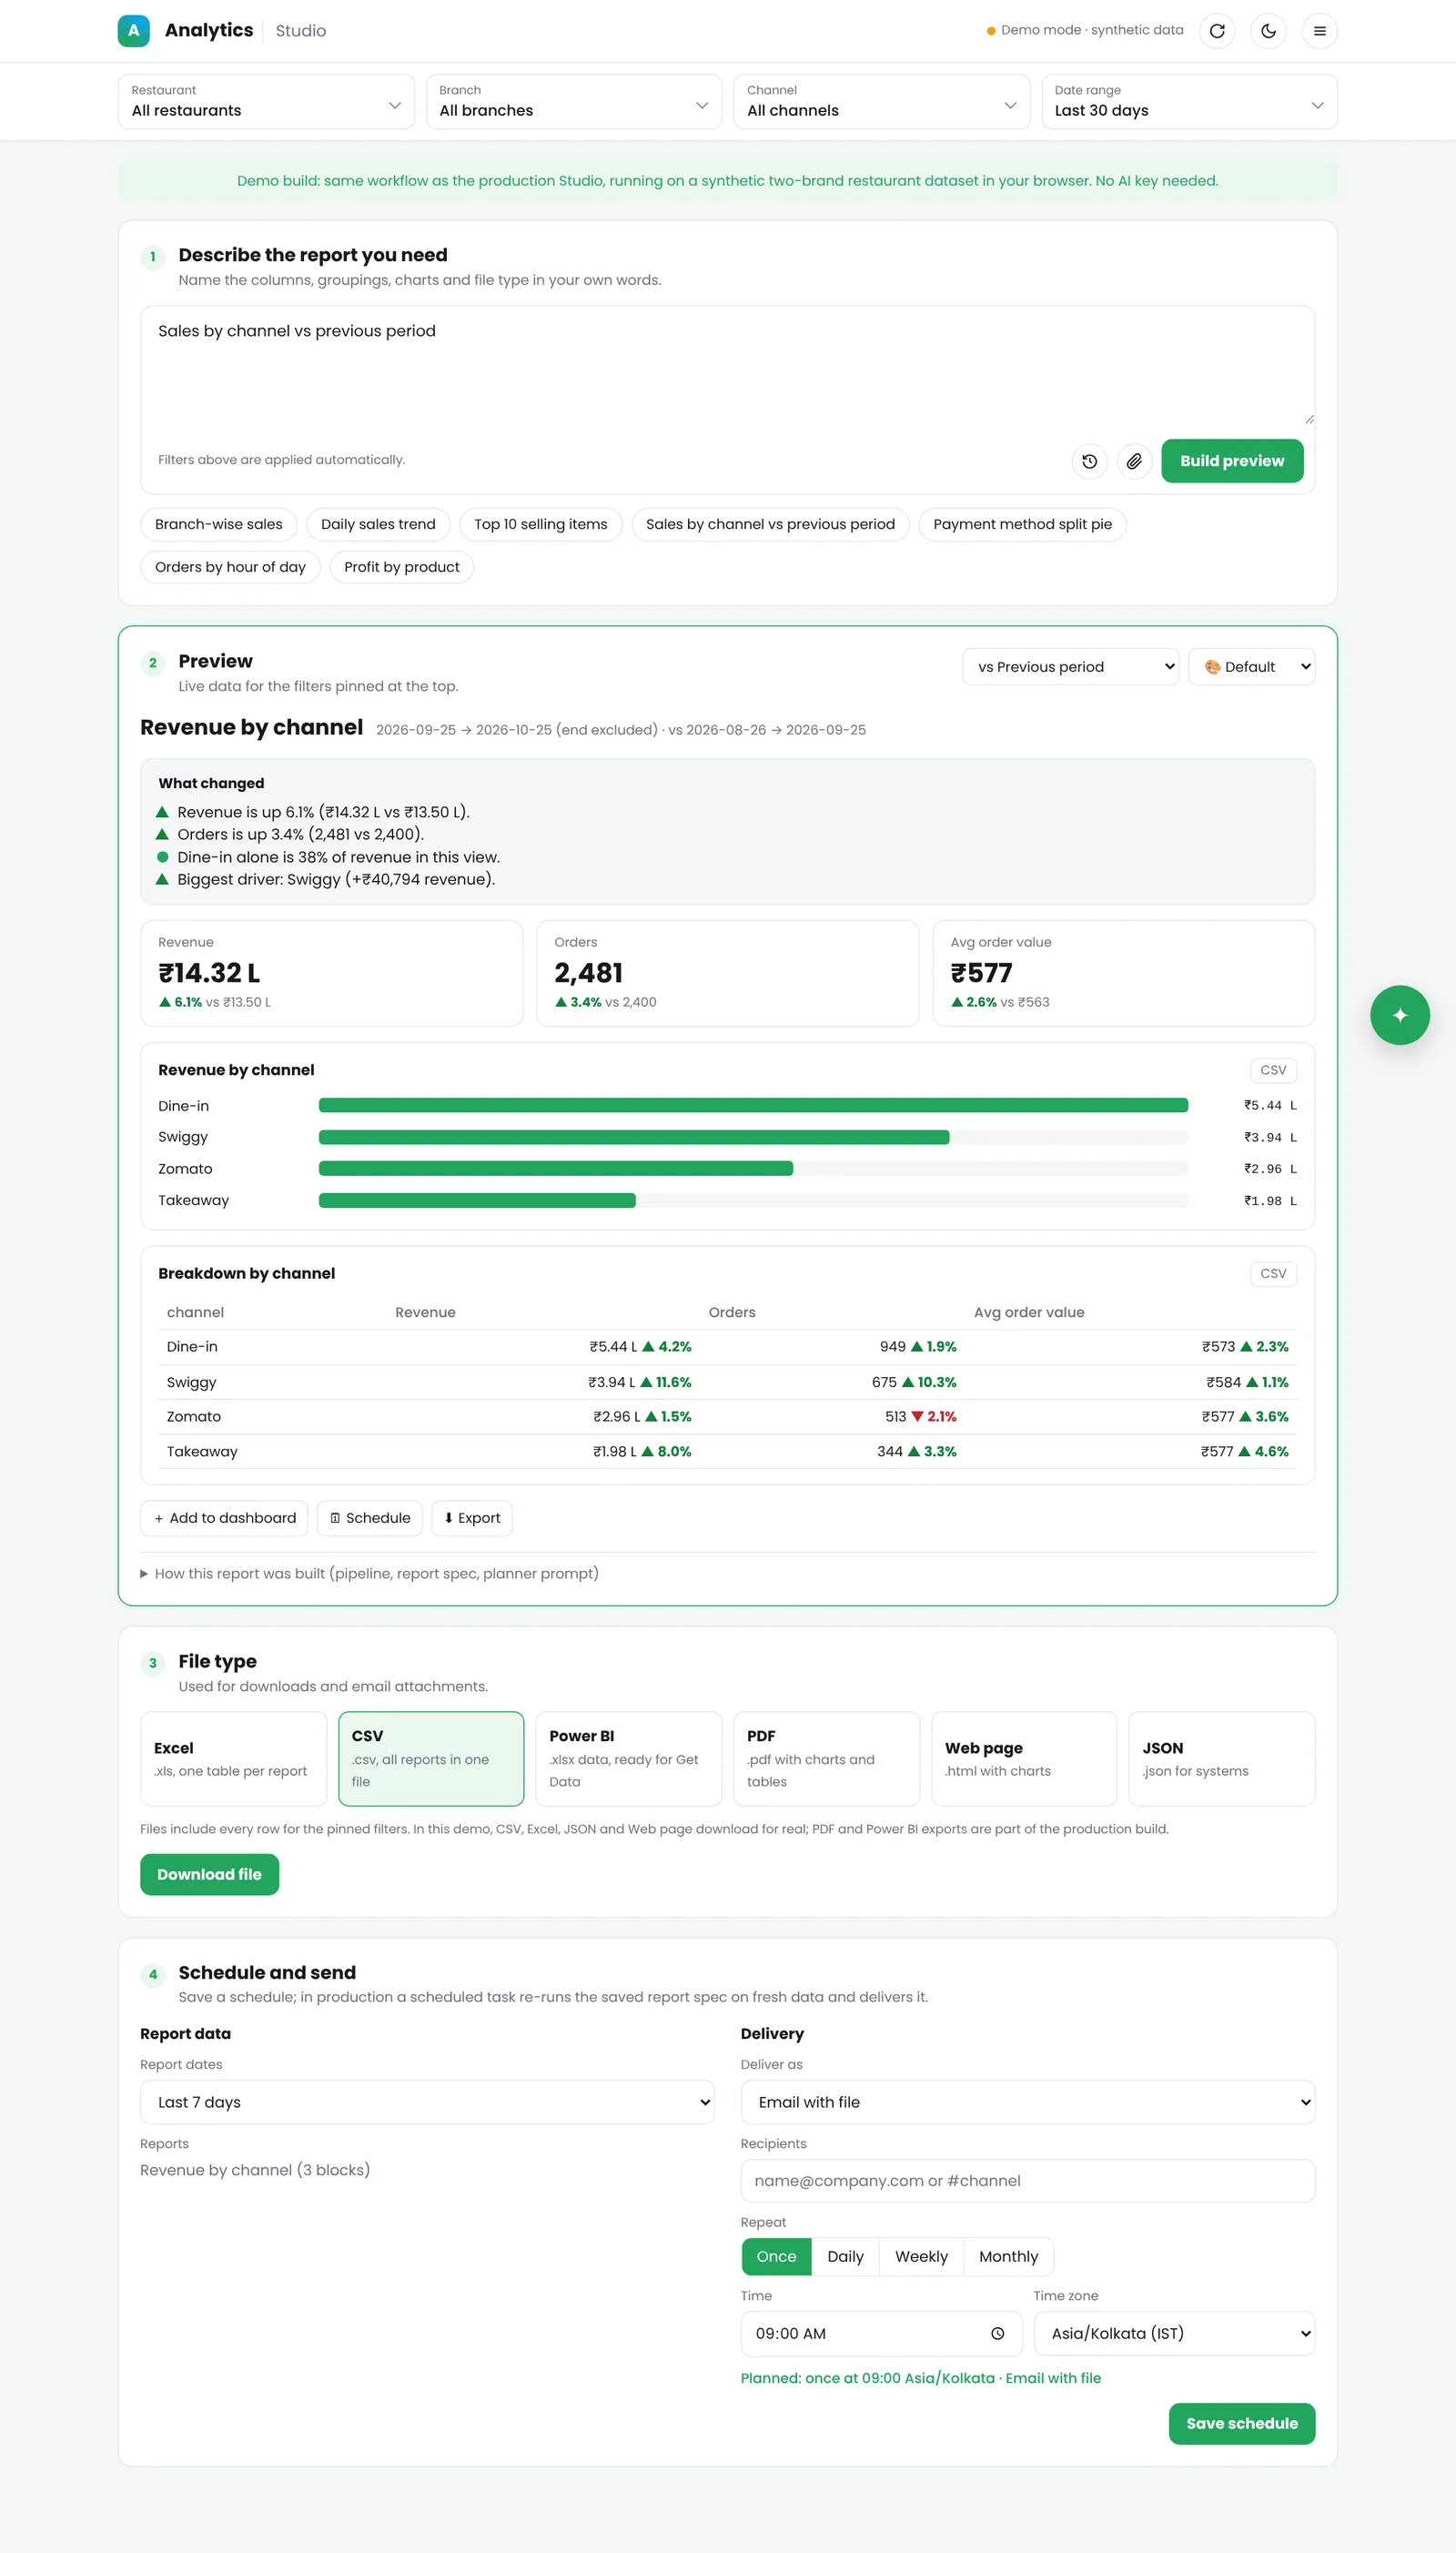 A Analytics Studio
Demo mode · synthetic data
Restaurant
All restaurants
Branch
All branches
Channel
All channels
Date range
Last 30 days
Demo build: same workflow as the production Studio, running on a synthetic two-brand restaurant dataset in your browser. No AI key needed.
1 Describe the report you need
Name the columns, groupings, charts and file type in your own words.
Sales by channel vs previous period
Filters above are applied automatically.
Build preview
Branch-wise sales
Daily sales trend
Top 10 selling items
Sales by channel vs previous period
Payment method split pie
Orders by hour of day
Profit by product
2 Preview
Live data for the filters pinned at the top.
vs Previous period
🎨 Default
Revenue by channel 2026-09-25 → 2026-10-25 (end excluded) · vs 2026-08-26 → 2026-09-25
What changed
▲ Revenue is up 6.1% (₹14.32 L vs ₹13.50 L).
▲ Orders is up 3.4% (2,481 vs 2,400).
● Dine-in alone is 38% of revenue in this view.
▲ Biggest driver: Swiggy (+₹40,794 revenue).
Revenue
₹14.32 L
▲ 6.1% vs ₹13.50 L
Orders
2,481
▲ 3.4% vs 2,400
Avg order value
₹577
▲ 2.6% vs ₹563
Revenue by channel
CSV
Dine-in ₹5.44 L
Swiggy ₹3.94 L
Zomato ₹2.96 L
Takeaway ₹1.98 L
Breakdown by channel
CSV
channel Revenue Orders Avg order value
Dine-in ₹5.44 L ▲ 4.2% 949 ▲ 1.9% ₹573 ▲ 2.3%
Swiggy ₹3.94 L ▲ 11.6% 675 ▲ 10.3% ₹584 ▲ 1.1%
Zomato ₹2.96 L ▲ 1.5% 513 ▼ 2.1% ₹577 ▲ 3.6%
Takeaway ₹1.98 L ▲ 8.0% 344 ▲ 3.3% ₹577 ▲ 4.6%
+ Add to dashboard
Schedule
⬇ Export
▶ How this report was built (pipeline, report spec, planner prompt)
3 File type
Used for downloads and email attachments.
Excel
.xls, one table per report
CSV
.csv, all reports in one
file
Power BI
.xlsx data, ready for Get
Data
PDF
.pdf with charts and
tables
Web page
.html with charts
JSON
.json for systems
Files include every row for the pinned filters. In this demo, CSV, Excel, JSON and Web page download for real; PDF and Power BI exports are part of the production build.
Download file
4 Schedule and send
Save a schedule; in production a scheduled task re-runs the saved report spec on fresh data and delivers it.
Report data
Report dates
Last 7 days
Reports
Revenue by channel (3 blocks)
Delivery
Deliver as
Email with file
Recipients
name@company.com or #channel
Repeat
Once Daily Weekly Monthly
Time
09:00 AM
Time zone
Asia/Kolkata (IST)
Planned: once at 09:00 Asia/Kolkata · Email with file
Save schedule